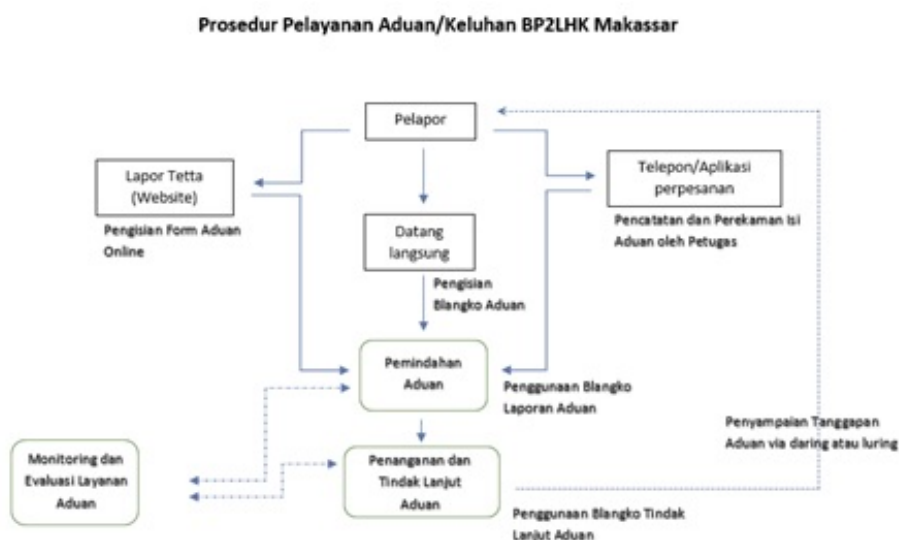 Prosedur Pelayanan Aduan/Keluhan BP2LHK Makassar
Pelapor
Lapor Tetta
(Website)
Telepon/Aplikasi
perpesanan
Pengisian Form Aduan
Online
Datang
langsung
Pencatatan dan Perekaman Isi
Aduan oleh Petugas
Pengisian
Blangko Aduan
Pemindahan
Aduan
Penggunaan Blangko
Laporan Aduan
Penyampaian Tanggapan
Aduan via daring atau luring
Monitoring dan
Evaluasi Layanan
Aduan
Penanganan dan
Tindak Lanjut
Aduan
Penggunaan Blangko Tindak
Lanjut Aduan